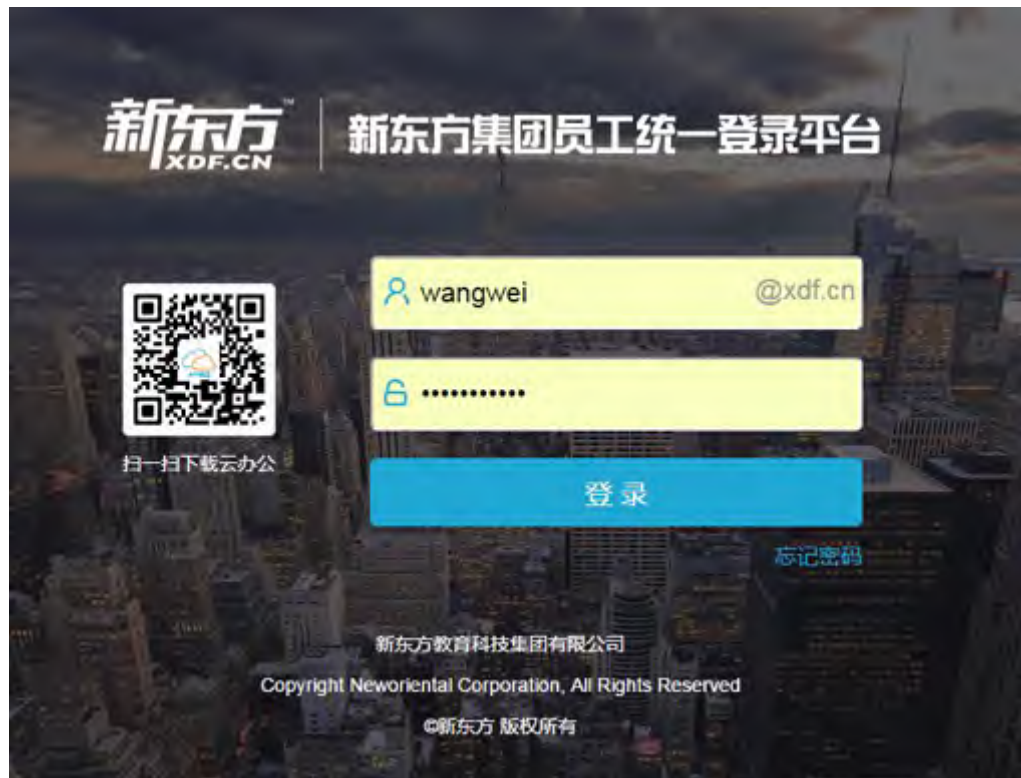 新东方™
XDF.CN
新东方集团员工统一登录平台
wangwei @xdf.cn
•••••••••••
扫一扫下载云办公
登录
忘记密码
新东方教育科技集团有限公司
Copyright Neworiental Corporation, All Rights Reserved
©新东方 版权所有